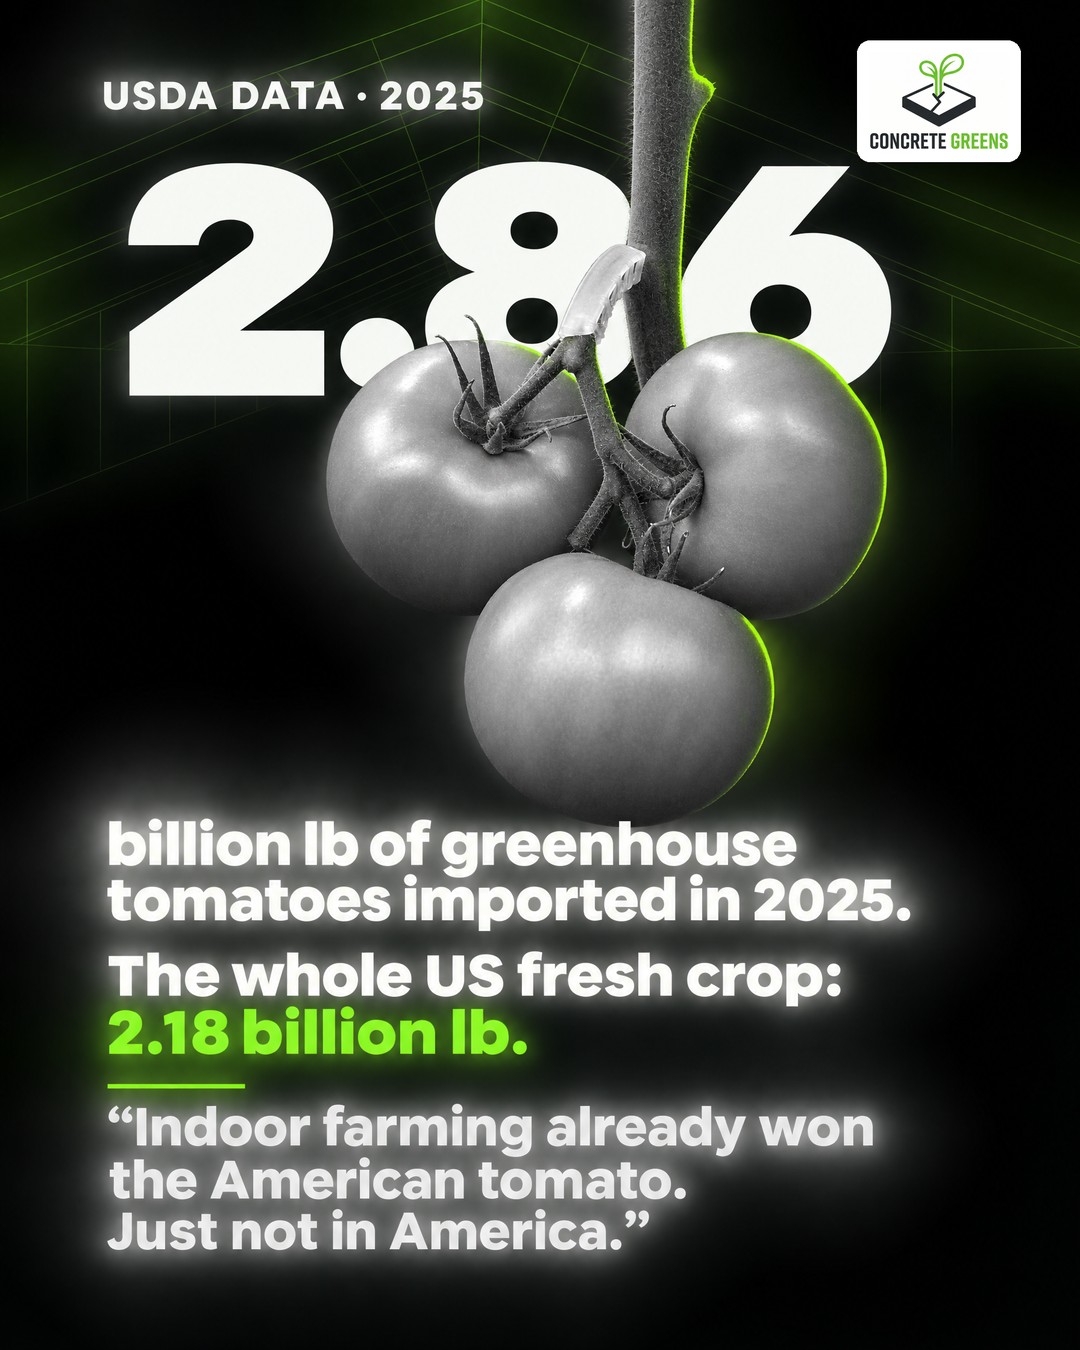 USDA DATA · 2025
CONCRETE GREENS
2.86
billion lb of greenhouse
tomatoes imported in 2025.
The whole US fresh crop:
2.18 billion lb.
“Indoor farming already won
the American tomato.
Just not in America.”